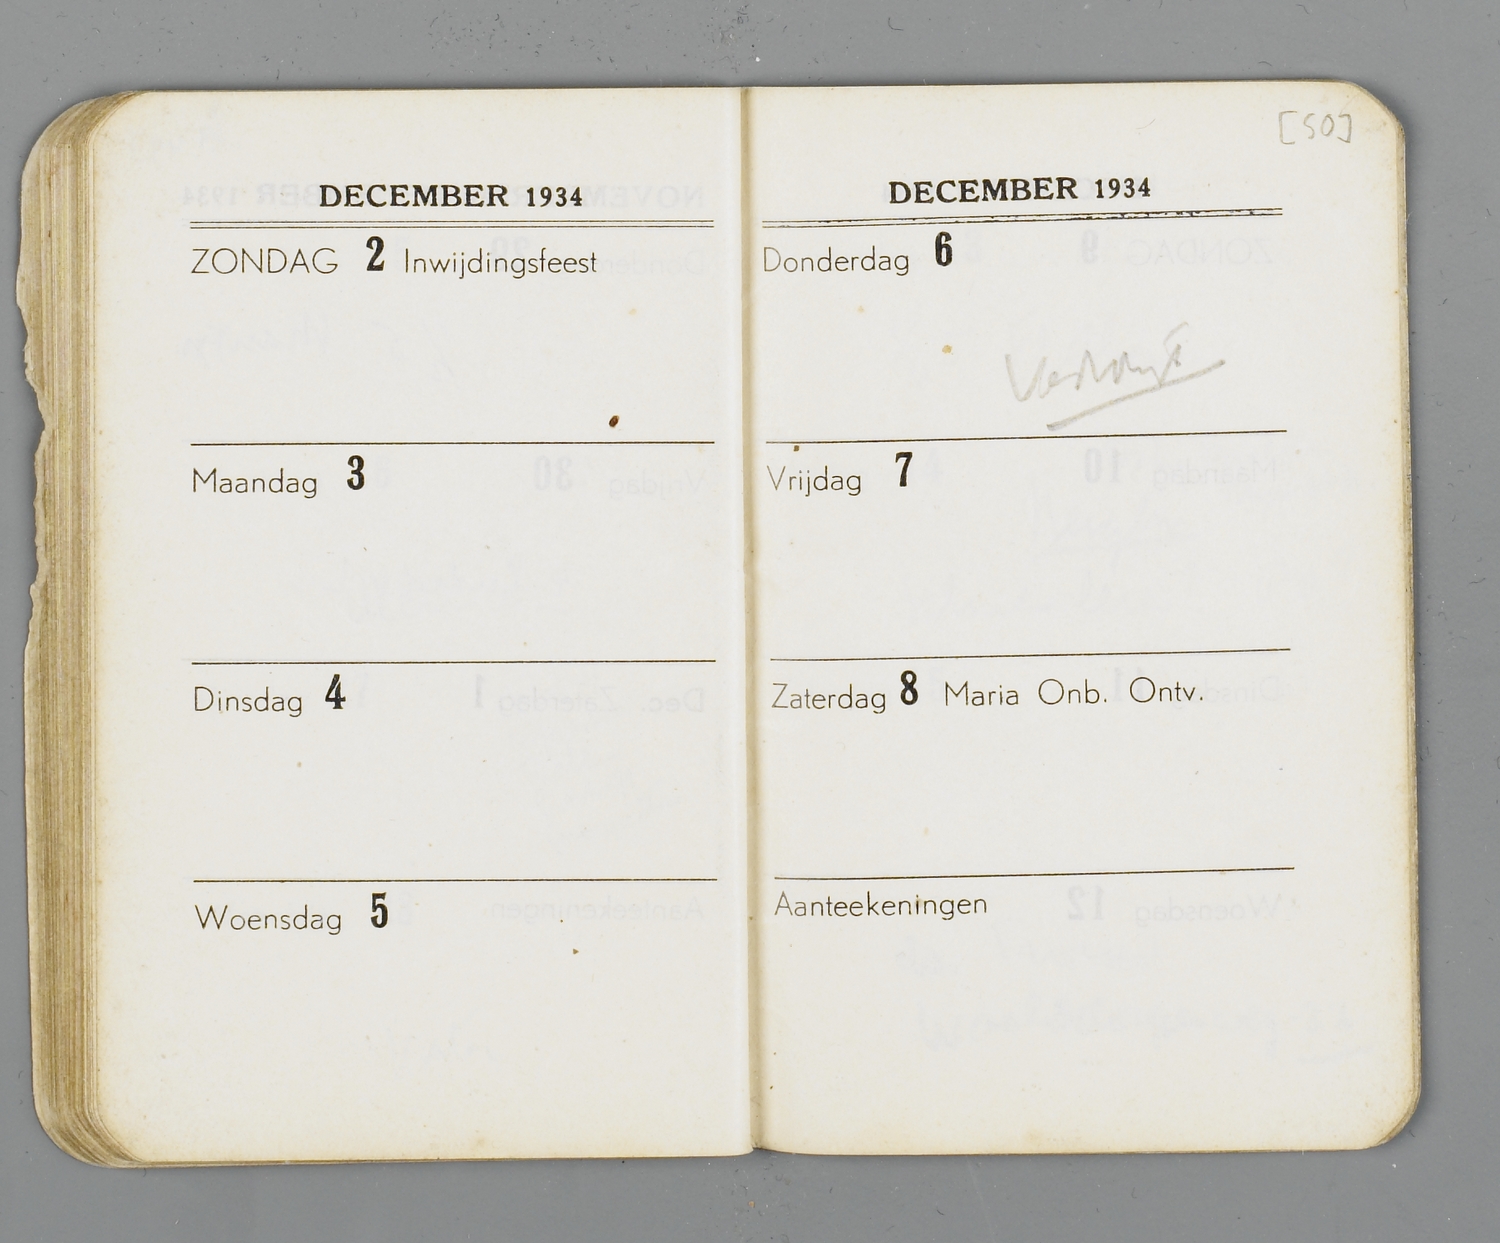 DECEMBER 1934
ZONDAG 2 Inwijdingsfeest
Maandag 3
Dinsdag 4
Woensdag 5
[50]
DECEMBER 1934
Donderdag 6
Vrijdag 7
Zaterdag 8 Maria Onb. Ontv.
Aanteekeningen